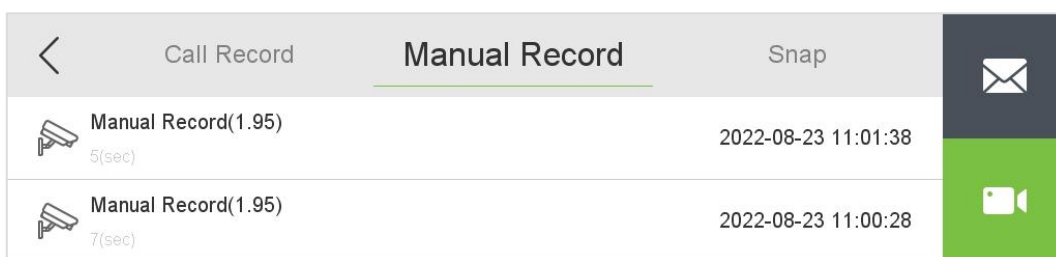 Call Record Manual Record Snap
Manual Record(1.95)
5(sec)
2022-08-23 11:01:38
Manual Record(1.95)
7(sec)
2022-08-23 11:00:28